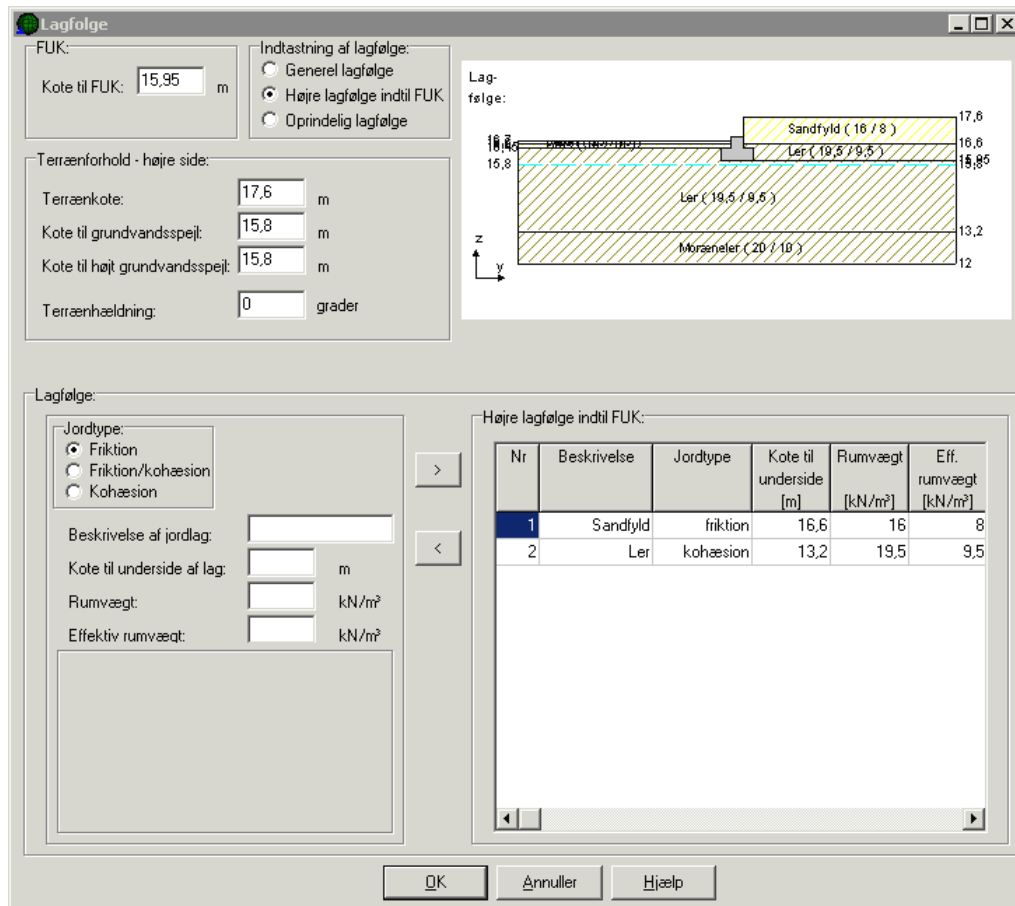 Lagfolge
FUK:
Kote til FUK: 15,95 m
Indtastning af lagfølge:
Generel lagfølge
Højre lagfølge indtil FUK
Oprindelig lagfølge
Terrænforhold - højre side:
Terrænkote: 17,6 m
Kote til grundvandsspejl: 15,8 m
Kote til højt grundvandsspejl: 15,8 m
Terrænhældning: 0 grader
Lag-
følge:
17,6
Sandfyld ( 16 / 8 )
16,6
Ler ( 19,5 / 9,5 )
15,8
Ler ( 19,5 / 9,5 )
13,2
Moræneler ( 20 / 10 )
12
z
y
Lagfølge:
Jordtype:
Friktion
Friktion/kohæsion
Kohæsion
Beskrivelse af jordlag:
Kote til underside af lag: m
Rumvægt: kN/m³
Effektiv rumvægt: kN/m³
>
<
Højre lagfølge indtil FUK:
Nr Beskrivelse Jordtype Kote til underside [m] Rumvægt [kN/m³] Eff. rumvægt [kN/m³]
1 Sandfyld friktion 16,6 16 8
2 Ler kohæsion 13,2 19,5 9,5
OK Annuller Hjælp